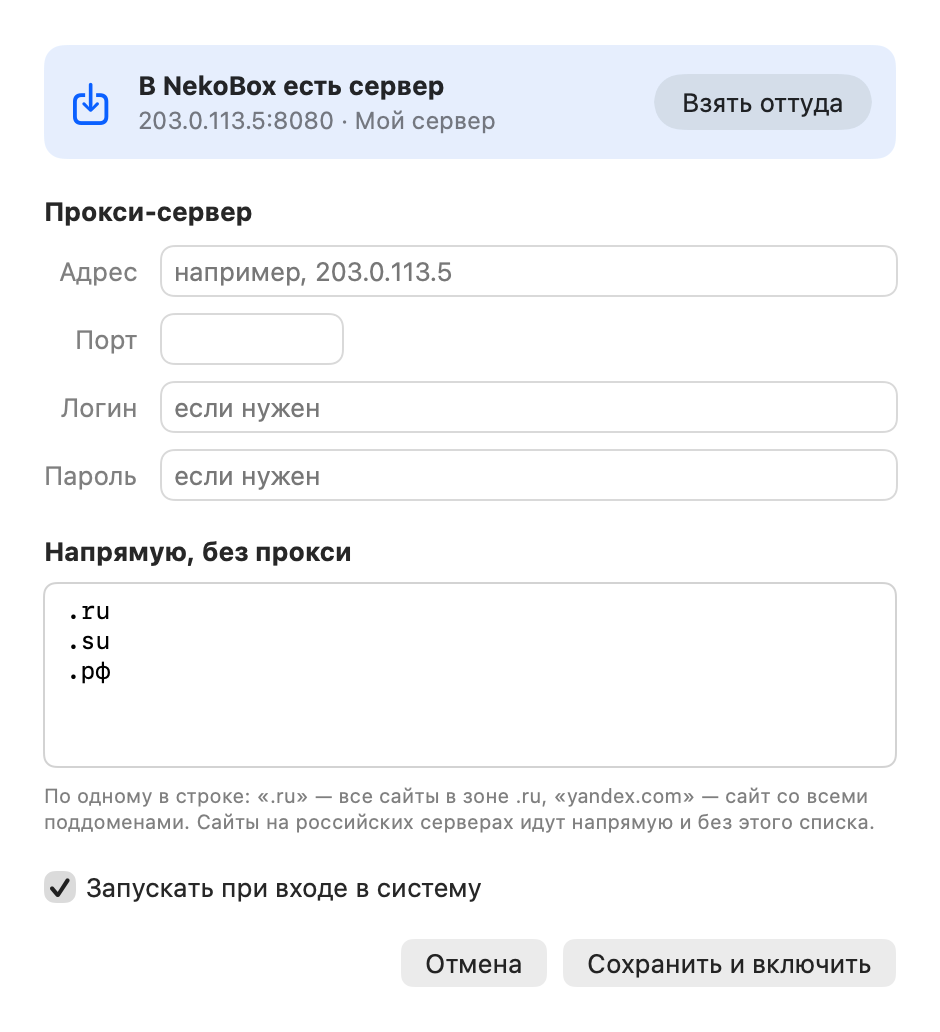 В NekoBox есть сервер
203.0.113.5:8080 · Мой сервер
Взять оттуда
Прокси-сервер
Адрес
например, 203.0.113.5
Порт
Логин
если нужен
Пароль
если нужен
Напрямую, без прокси
.ru
.su
.рф
По одному в строке: «.ru» — все сайты в зоне .ru, «yandex.com» — сайт со всеми
поддоменами. Сайты на российских серверах идут напрямую и без этого списка.
Запускать при входе в систему
Отмена
Сохранить и включить